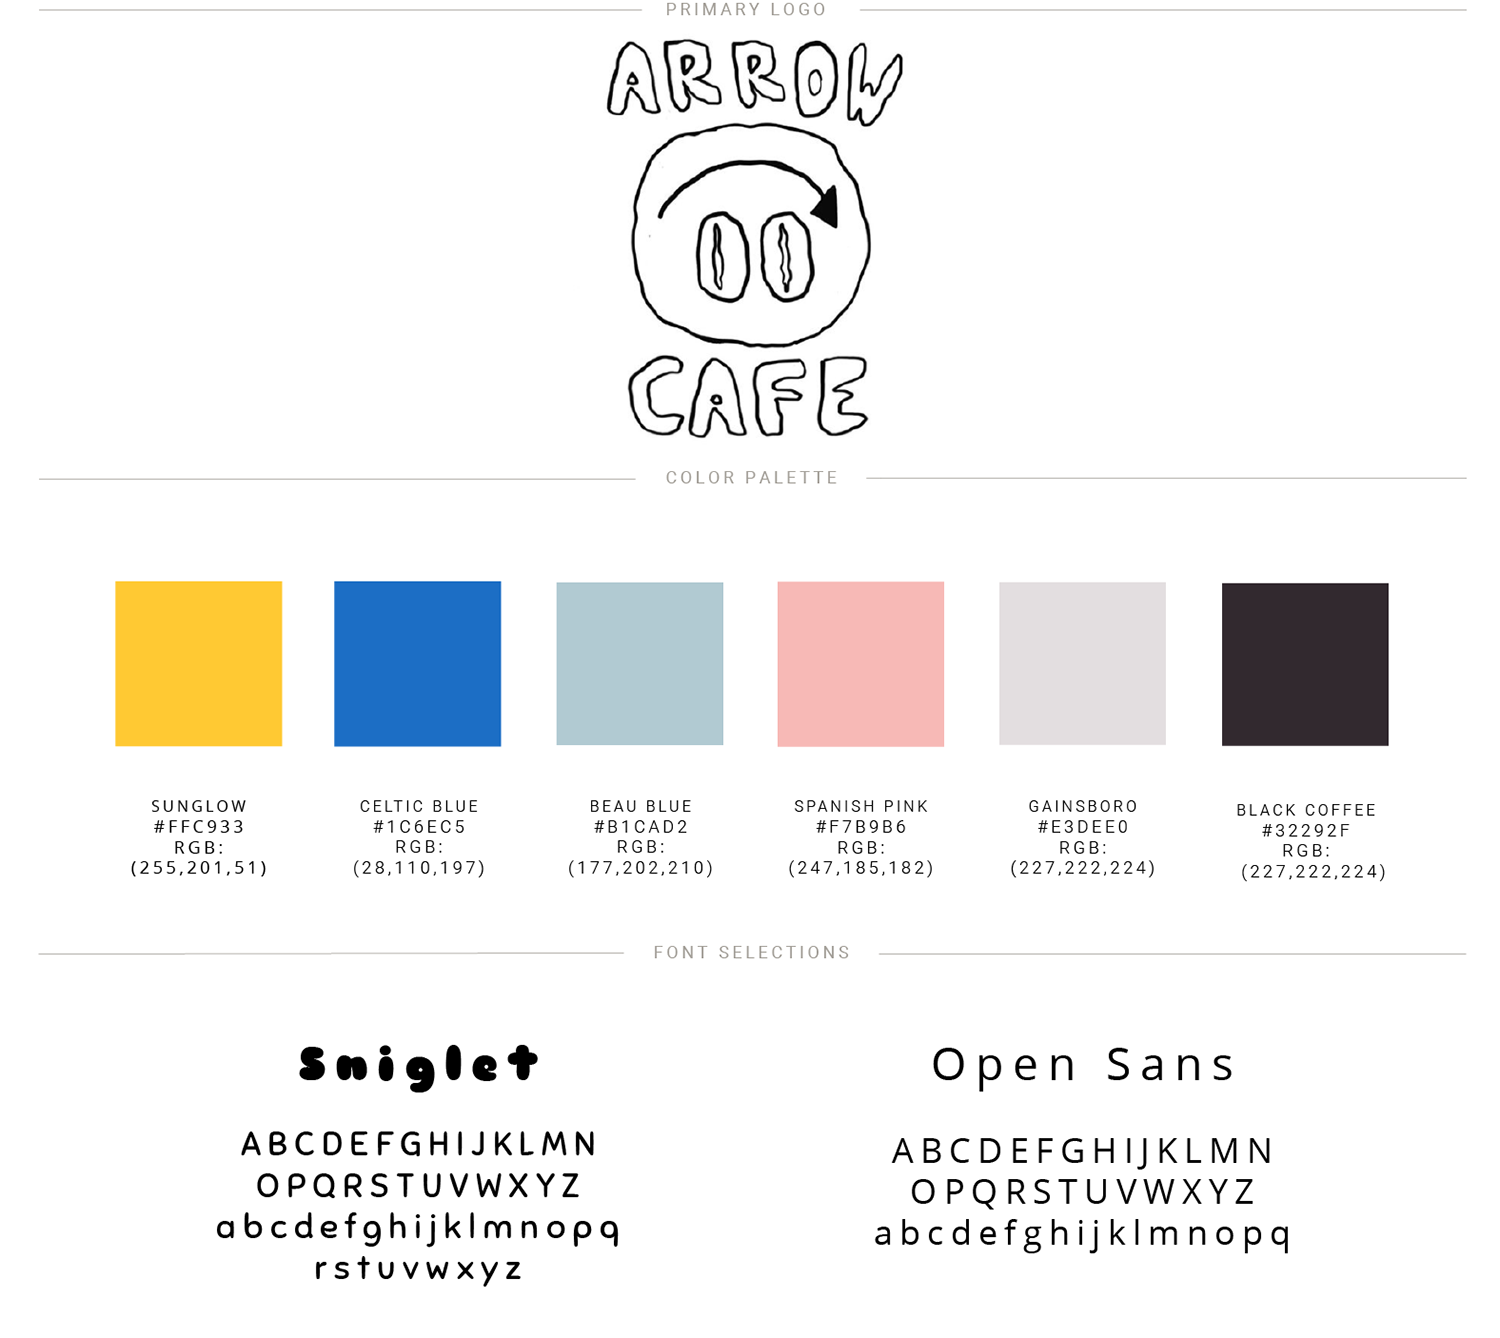 PRIMARY LOGO
ARROW
CAFE
COLOR PALETTE
SUNGLOW
#FFC933
RGB:
(255,201,51)
CELTIC BLUE
#1C6EC5
RGB:
(28,110,197)
BEAU BLUE
#B1CAD2
RGB:
(177,202,210)
SPANISH PINK
#F7B9B6
RGB:
(247,185,182)
GAINSBORO
#E3DEE0
RGB:
(227,222,224)
BLACK COFFEE
#32292F
RGB:
(227,222,224)
FONT SELECTIONS
Sniglet
ABCDEFGHIJKLMN
OPQRSTUVWXYZ
abcdefghijklmnopq
rstuvwxyz
Open Sans
ABCDEFGHIJKLMN
OPQRSTUVWXYZ
abcdefghijklmnopq